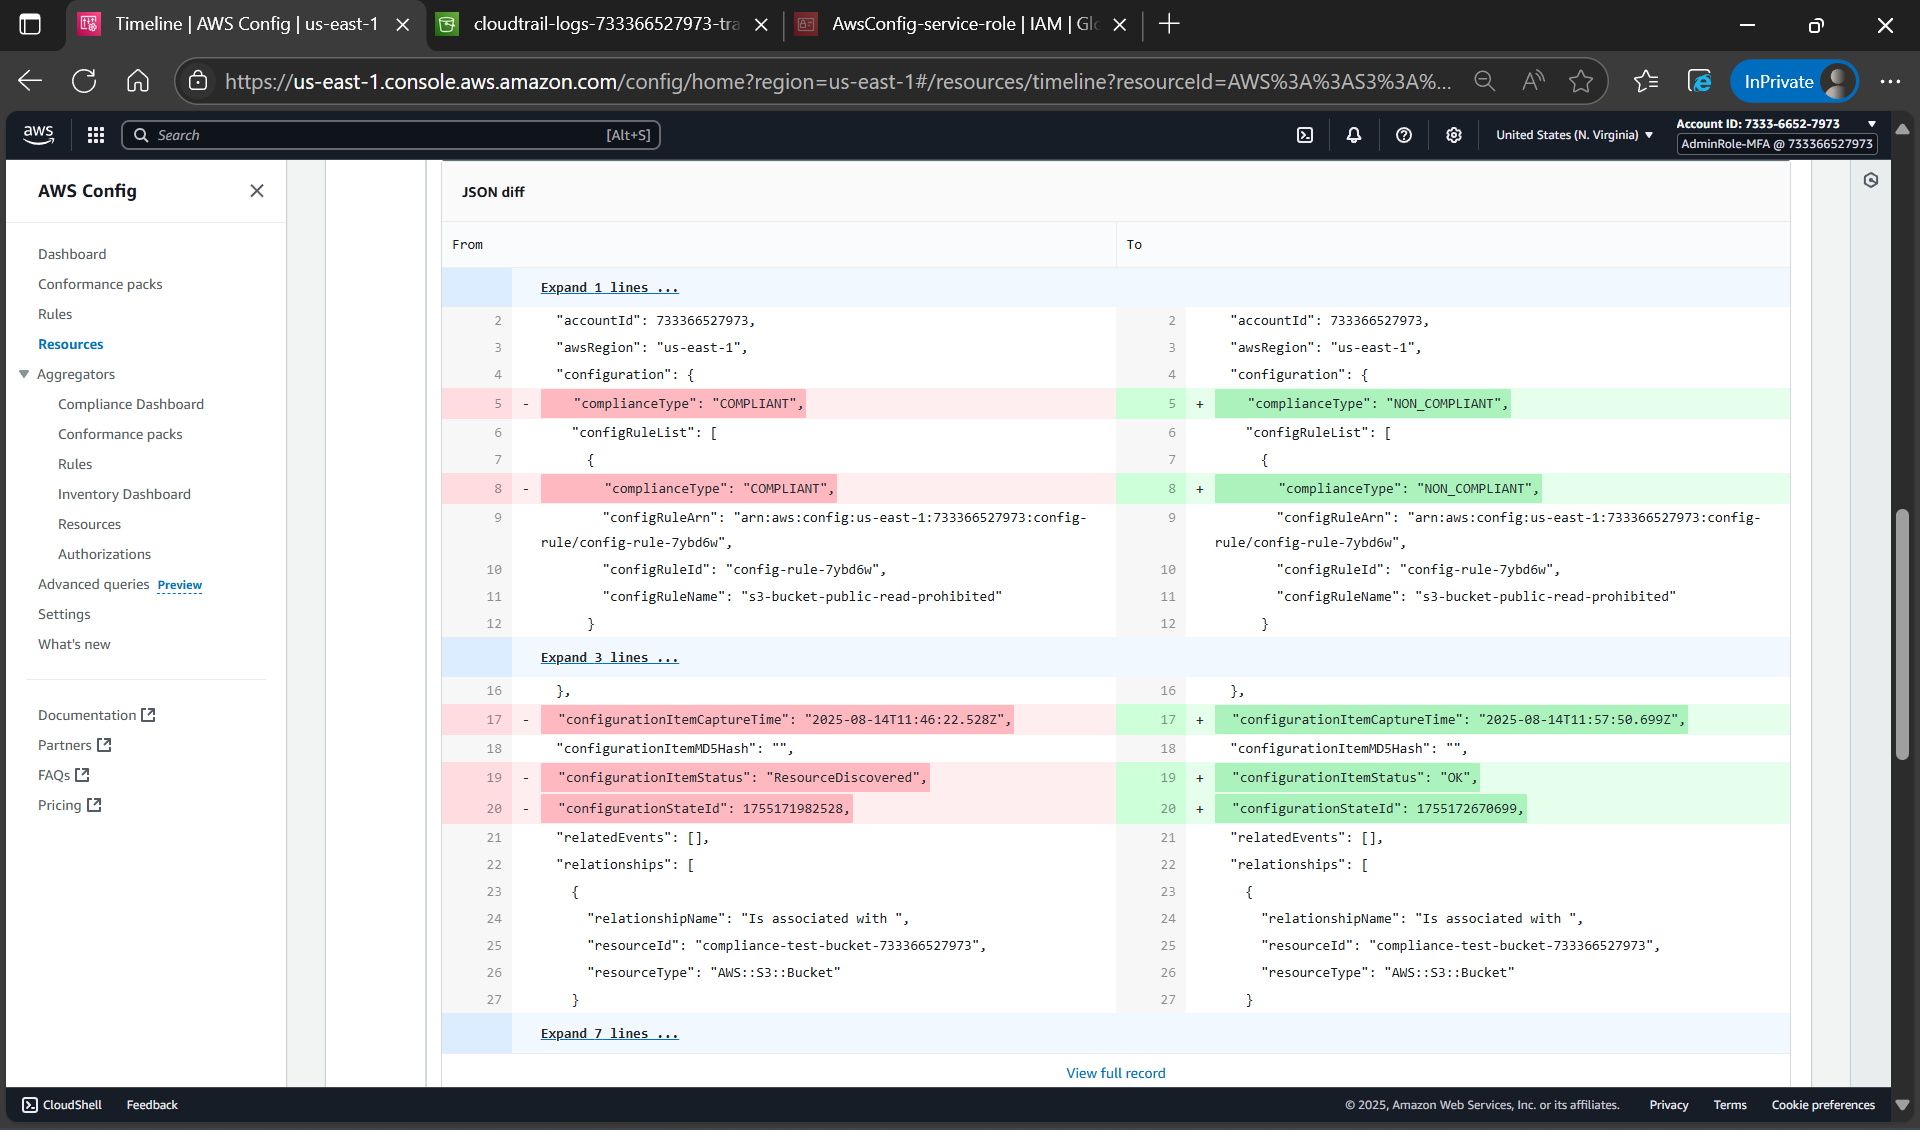 Timeline | AWS Config | us-east-1
cloudtrail-logs-733366527973-tra
AwsConfig-service-role | IAM | Glo
https://us-east-1.console.aws.amazon.com/config/home?region=us-east-1#/resources/timeline?resourceId=AWS%3A%3AS3%3A%...
InPrivate
aws
Search
[Alt+S]
United States (N. Virginia)
Account ID: 7333-6652-7973
AdminRole-MFA @ 733366527973
AWS Config
Dashboard
Conformance packs
Rules
Resources
Aggregators
Compliance Dashboard
Conformance packs
Rules
Inventory Dashboard
Resources
Authorizations
Advanced queries Preview
Settings
What's new
Documentation
Partners
FAQs
Pricing
JSON diff
From
To
Expand 1 lines ...
2 "accountId": 733366527973,
2 "accountId": 733366527973,
3 "awsRegion": "us-east-1",
3 "awsRegion": "us-east-1",
4 "configuration": {
4 "configuration": {
5 - "complianceType": "COMPLIANT",
5 + "complianceType": "NON_COMPLIANT",
6 "configRuleList": [
6 "configRuleList": [
7 {
7 {
8 - "complianceType": "COMPLIANT",
8 + "complianceType": "NON_COMPLIANT",
9 "configRuleArn": "arn:aws:config:us-east-1:733366527973:config-
rule/config-rule-7ybd6w",
9 "configRuleArn": "arn:aws:config:us-east-1:733366527973:config-
rule/config-rule-7ybd6w",
10 "configRuleId": "config-rule-7ybd6w",
10 "configRuleId": "config-rule-7ybd6w",
11 "configRuleName": "s3-bucket-public-read-prohibited"
11 "configRuleName": "s3-bucket-public-read-prohibited"
12 }
12 }
Expand 3 lines ...
16 },
16 },
17 - "configurationItemCaptureTime": "2025-08-14T11:46:22.528Z",
17 + "configurationItemCaptureTime": "2025-08-14T11:57:50.699Z",
18 "configurationItemMD5Hash": "",
18 "configurationItemMD5Hash": "",
19 - "configurationItemStatus": "ResourceDiscovered",
19 + "configurationItemStatus": "OK",
20 - "configurationStateId": 1755171982528,
20 + "configurationStateId": 1755172670699,
21 "relatedEvents": [],
21 "relatedEvents": [],
22 "relationships": [
22 "relationships": [
23 {
23 {
24 "relationshipName": "Is associated with ",
24 "relationshipName": "Is associated with ",
25 "resourceId": "compliance-test-bucket-733366527973",
25 "resourceId": "compliance-test-bucket-733366527973",
26 "resourceType": "AWS::S3::Bucket"
26 "resourceType": "AWS::S3::Bucket"
27 }
27 }
Expand 7 lines ...
View full record
CloudShell
Feedback
© 2025, Amazon Web Services, Inc. or its affiliates.
Privacy
Terms
Cookie preferences